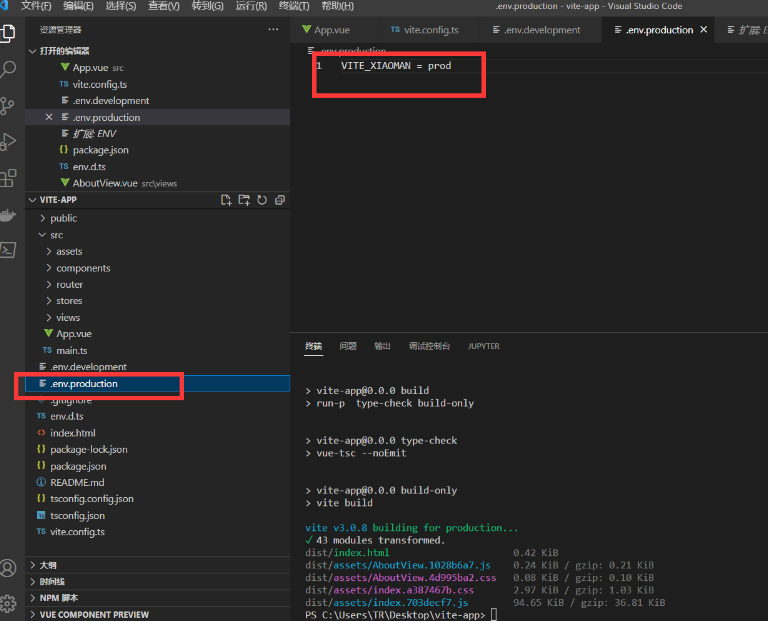 文件(F) 编辑(E) 选择(S) 查看(V) 转到(G) 运行(R) 终端(T) 帮助(H) .env.production - vite-app - Visual Studio Code
资源管理器
打开的编辑器
App.vue src
TS vite.config.ts
.env.development
.env.production
扩展: ENV
{} package.json
TS env.d.ts
AboutView.vue src\views
VITE-APP
public
src
assets
components
router
stores
views
App.vue
TS main.ts
.env.development
.env.production
.gitignore
TS env.d.ts
<> index.html
{} package-lock.json
{} package.json
README.md
{} tsconfig.config.json
tsconfig.json
TS vite.config.ts
大纲
时间线
NPM 脚本
VUE COMPONENT PREVIEW
App.vue TS vite.config.ts .env.development .env.production 扩展: E
.env.production
1 VITE_XIAOMAN = prod
终端 问题 输出 调试控制台 JUPYTER
> vite-app@0.0.0 build
> run-p type-check build-only
> vite-app@0.0.0 type-check
> vue-tsc --noEmit
> vite-app@0.0.0 build-only
> vite build
vite v3.0.8 building for production...
✓ 43 modules transformed.
dist/index.html 0.42 KiB
dist/assets/AboutView.1028b6a7.js 0.24 KiB / gzip: 0.21 KiB
dist/assets/AboutView.4d995ba2.css 0.08 KiB / gzip: 0.10 KiB
dist/assets/index.a387467b.css 2.97 KiB / gzip: 1.03 KiB
dist/assets/index.703decf7.js 94.65 KiB / gzip: 36.81 KiB
PS C:\Users\TR\Desktop\vite-app>